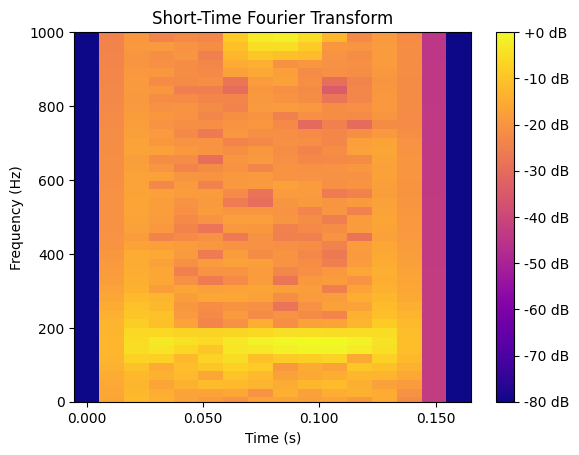 Short-Time Fourier Transform
1000
800
600
400
200
0
Frequency (Hz)
0.000
0.050
0.100
0.150
Time (s)
+0 dB
-10 dB
-20 dB
-30 dB
-40 dB
-50 dB
-60 dB
-70 dB
-80 dB